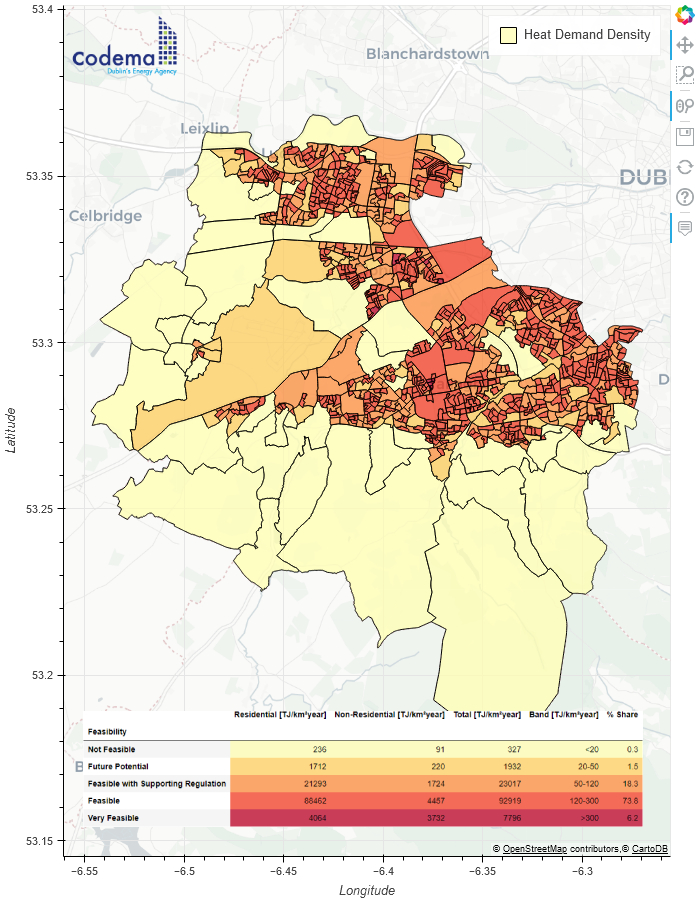 53.4
Codema
Dublin's Energy Agency
Heat Demand Density
Blanchardstown
Leixlip
53.35
DUB
Celbridge
53.3
D
Latitude
53.25
53.2
Residential [TJ/km²year] Non-Residential [TJ/km²year] Total [TJ/km²year] Band [TJ/km²year] % Share
Feasibility
Not Feasible 236 91 327 <20 0.3
B
Future Potential 1712 220 1932 20-50 1.5
Feasible with Supporting Regulation 21293 1724 23017 50-120 18.3
Feasible 88462 4457 92919 120-300 73.8
Very Feasible 4064 3732 7796 >300 6.2
53.15
© OpenStreetMap contributors,© CartoDB
−6.55 −6.5 −6.45 −6.4 −6.35 −6.3
Longitude